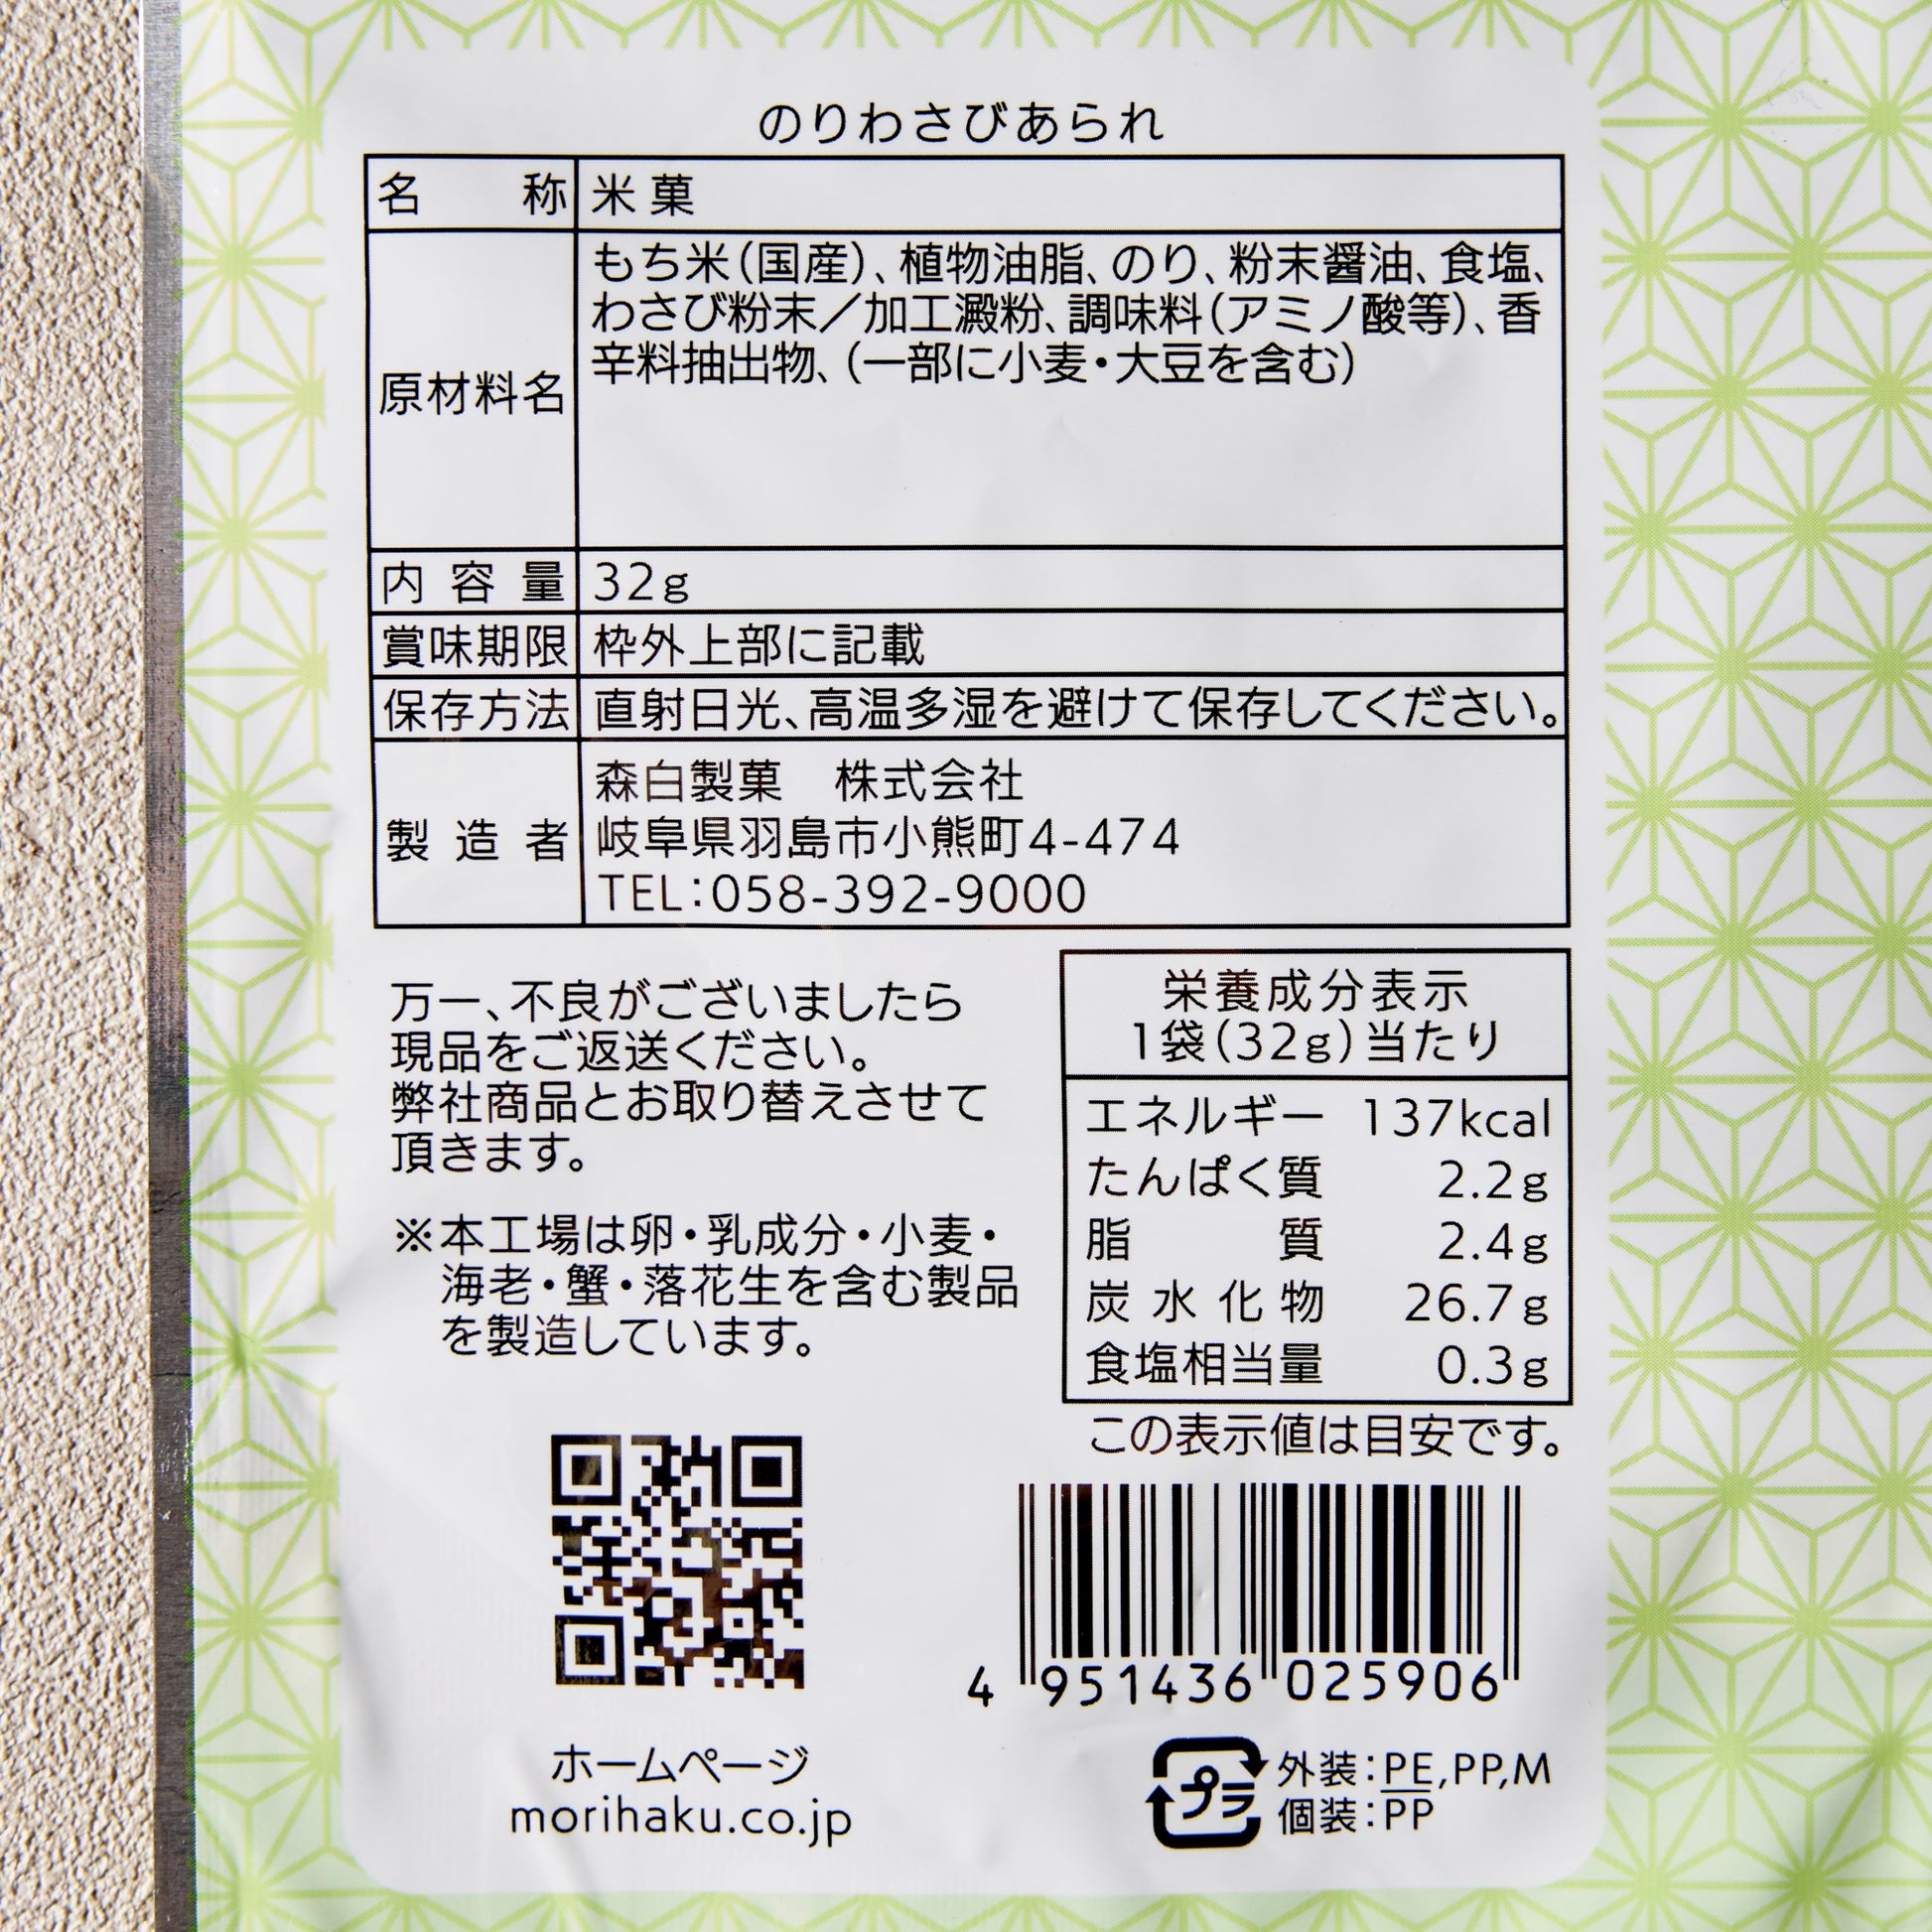 のりわさびあられ
名称 米菓
原材料名 もち米(国産)、植物油脂、のり、粉末醤油、食塩、
わさび粉末/加工澱粉、調味料(アミノ酸等)、香
辛料抽出物、(一部に小麦・大豆を含む)
内容量 32g
賞味期限 枠外上部に記載
保存方法 直射日光、高温多湿を避けて保存してください。
製造者 森白製菓 株式会社
岐阜県羽島市小熊町4-474
TEL:058-392-9000
万一、不良がございましたら
現品をご返送ください。
弊社商品とお取り替えさせて
頂きます。
※本工場は卵・乳成分・小麦・
海老・蟹・落花生を含む製品
を製造しています。
栄養成分表示
1袋(32g)当たり
エネルギー 137kcal
たんぱく質 2.2g
脂質 2.4g
炭水化物 26.7g
食塩相当量 0.3g
この表示値は目安です。
4 951436 025906
ホームページ
morihaku.co.jp
プラ
外装:PE,PP,M
個装:PP